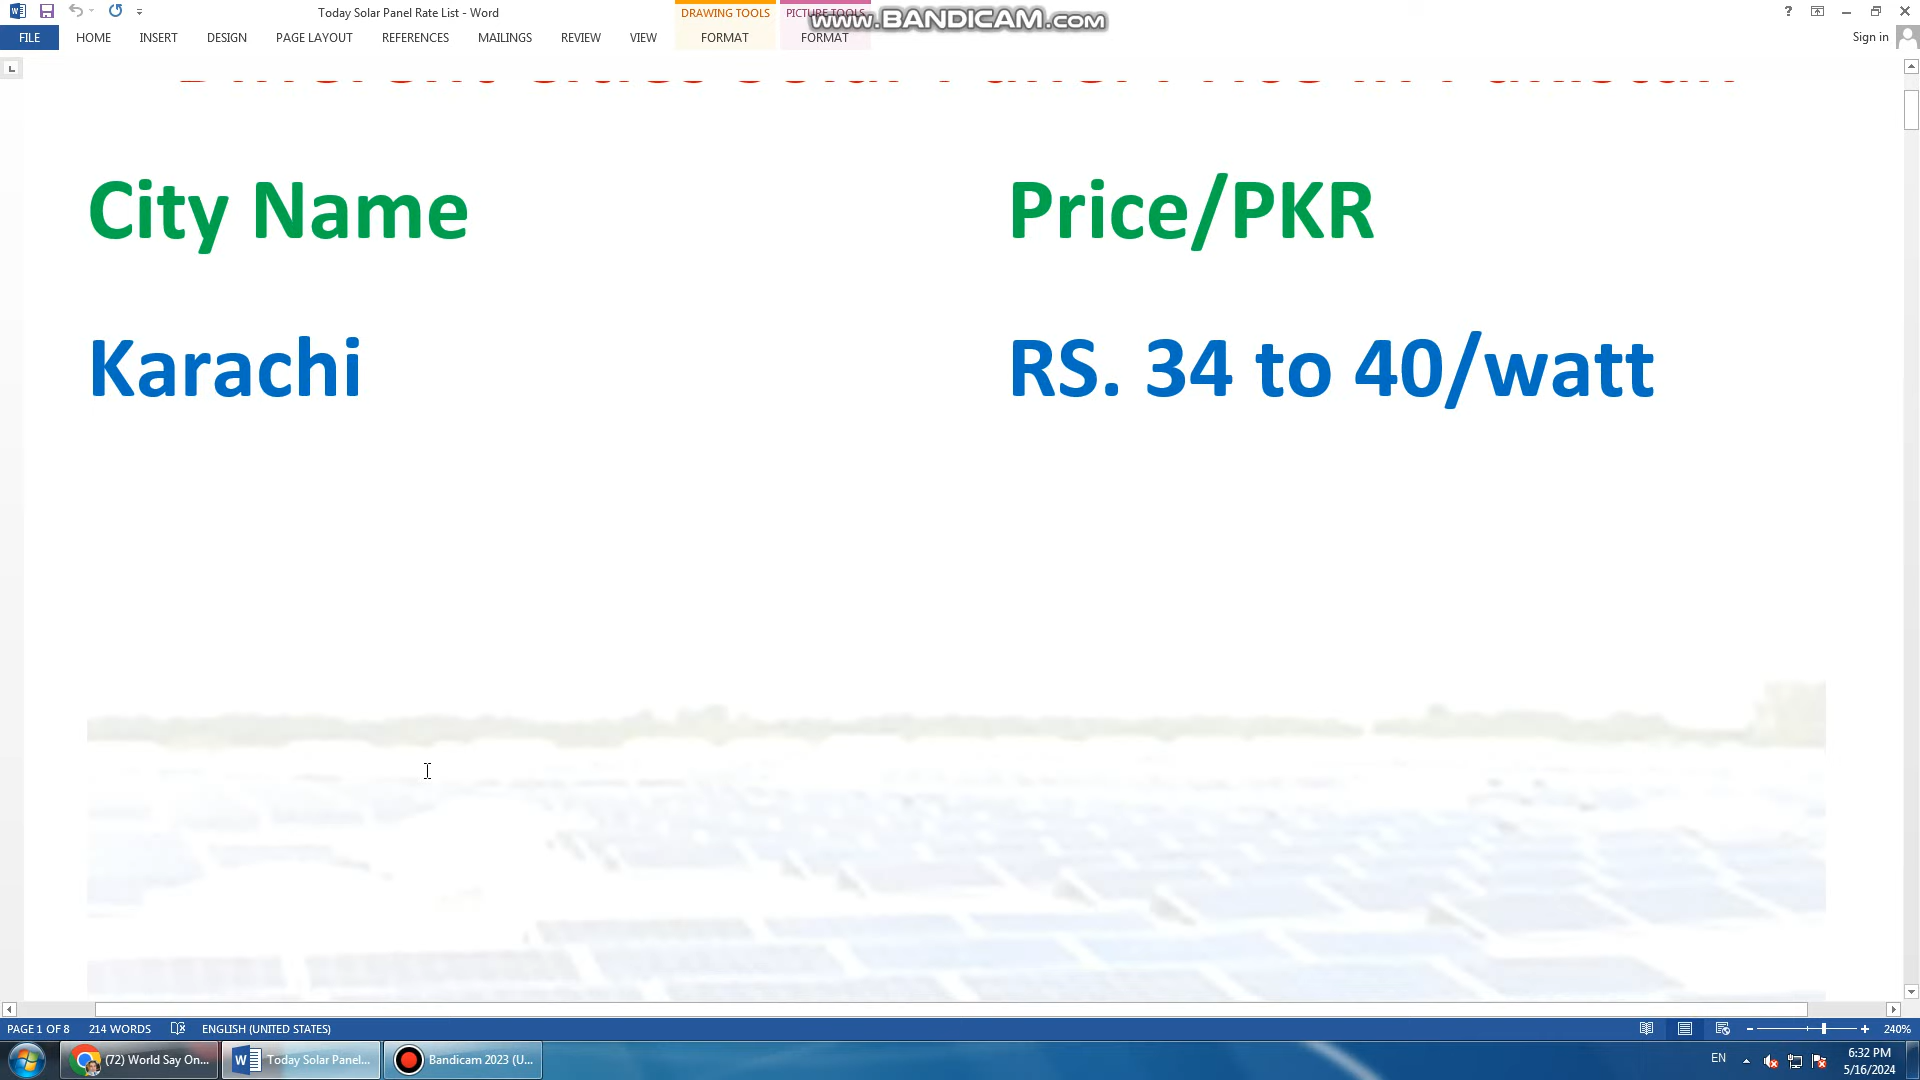 Today Solar Panel Rate List - Word
DRAWING TOOLS
PICTURE TOOLS
www.BANDICAM.com
?
FILE
HOME
INSERT
DESIGN
PAGE LAYOUT
REFERENCES
MAILINGS
REVIEW
VIEW
FORMAT
FORMAT
Sign in
City Name
Price/PKR
Karachi
RS. 34 to 40/watt
PAGE 1 OF 8
214 WORDS
ENGLISH (UNITED STATES)
240%
(72) World Say On...
Today Solar Panel...
Bandicam 2023 (U...
EN
6:32 PM
5/16/2024